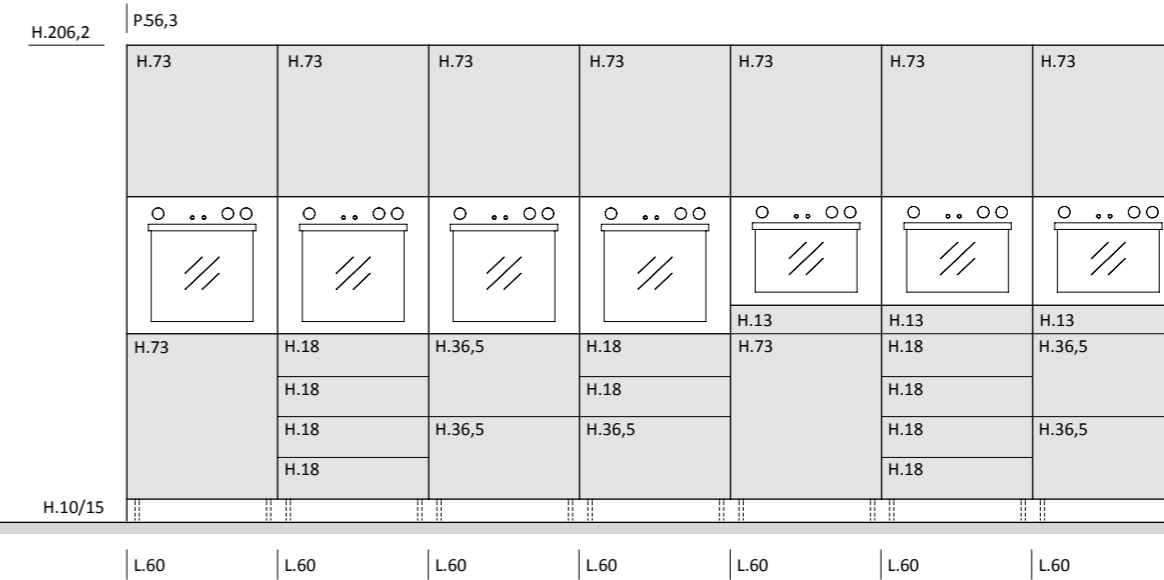 P.56,3
H.206,2
H.73 H.73 H.73 H.73 H.73 H.73 H.73
H.13 H.13 H.13
H.73 H.18 H.36,5 H.18 H.73 H.18 H.36,5
H.18 H.18 H.18
H.18 H.36,5 H.36,5 H.18 H.36,5
H.18 H.18
H.10/15
L.60 L.60 L.60 L.60 L.60 L.60 L.60